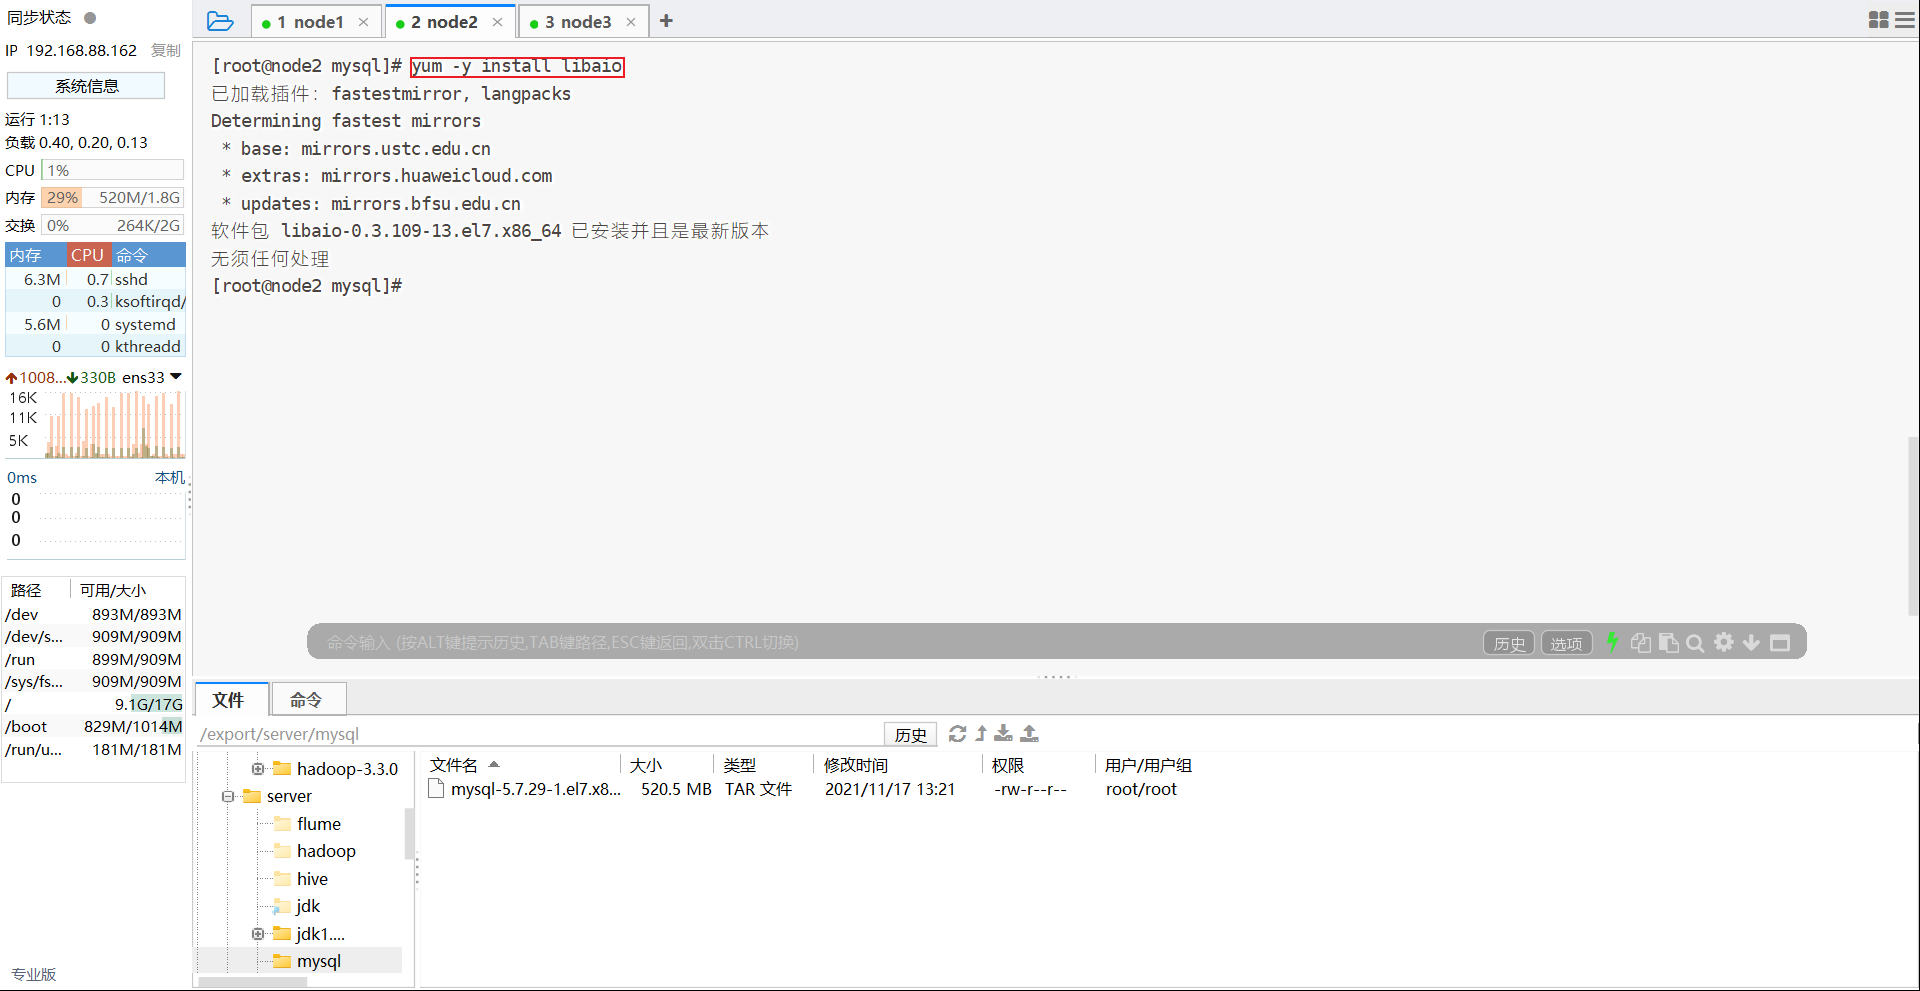 同步状态
IP 192.168.88.162 复制
系统信息
运行 1:13
负载 0.40, 0.20, 0.13
CPU 1%
内存 29% 520M/1.8G
交换 0% 264K/2G
内存 CPU 命令
6.3M 0.7 sshd
0 0.3 ksoftirqd/
5.6M 0 systemd
0 0 kthreadd
1008... 330B ens33
16K
11K
5K
0ms 本机
0
0
0
路径 可用/大小
/dev 893M/893M
/dev/s... 909M/909M
/run 899M/909M
/sys/fs... 909M/909M
/ 9.1G/17G
/boot 829M/1014M
/run/u... 181M/181M
专业版
1 node1
2 node2
3 node3
[root@node2 mysql]# yum -y install libaio
已加载插件: fastestmirror, langpacks
Determining fastest mirrors
* base: mirrors.ustc.edu.cn
* extras: mirrors.huaweicloud.com
* updates: mirrors.bfsu.edu.cn
软件包 libaio-0.3.109-13.el7.x86_64 已安装并且是最新版本
无须任何处理
[root@node2 mysql]#
命令输入 (按ALT键提示历史,TAB键路径,ESC键返回,双击CTRL切换)
历史 选项
文件 命令
/export/server/mysql 历史
hadoop-3.3.0
server
flume
hadoop
hive
jdk
jdk1....
mysql
文件名 大小 类型 修改时间 权限 用户/用户组
mysql-5.7.29-1.el7.x8... 520.5 MB TAR 文件 2021/11/17 13:21 -rw-r--r-- root/root